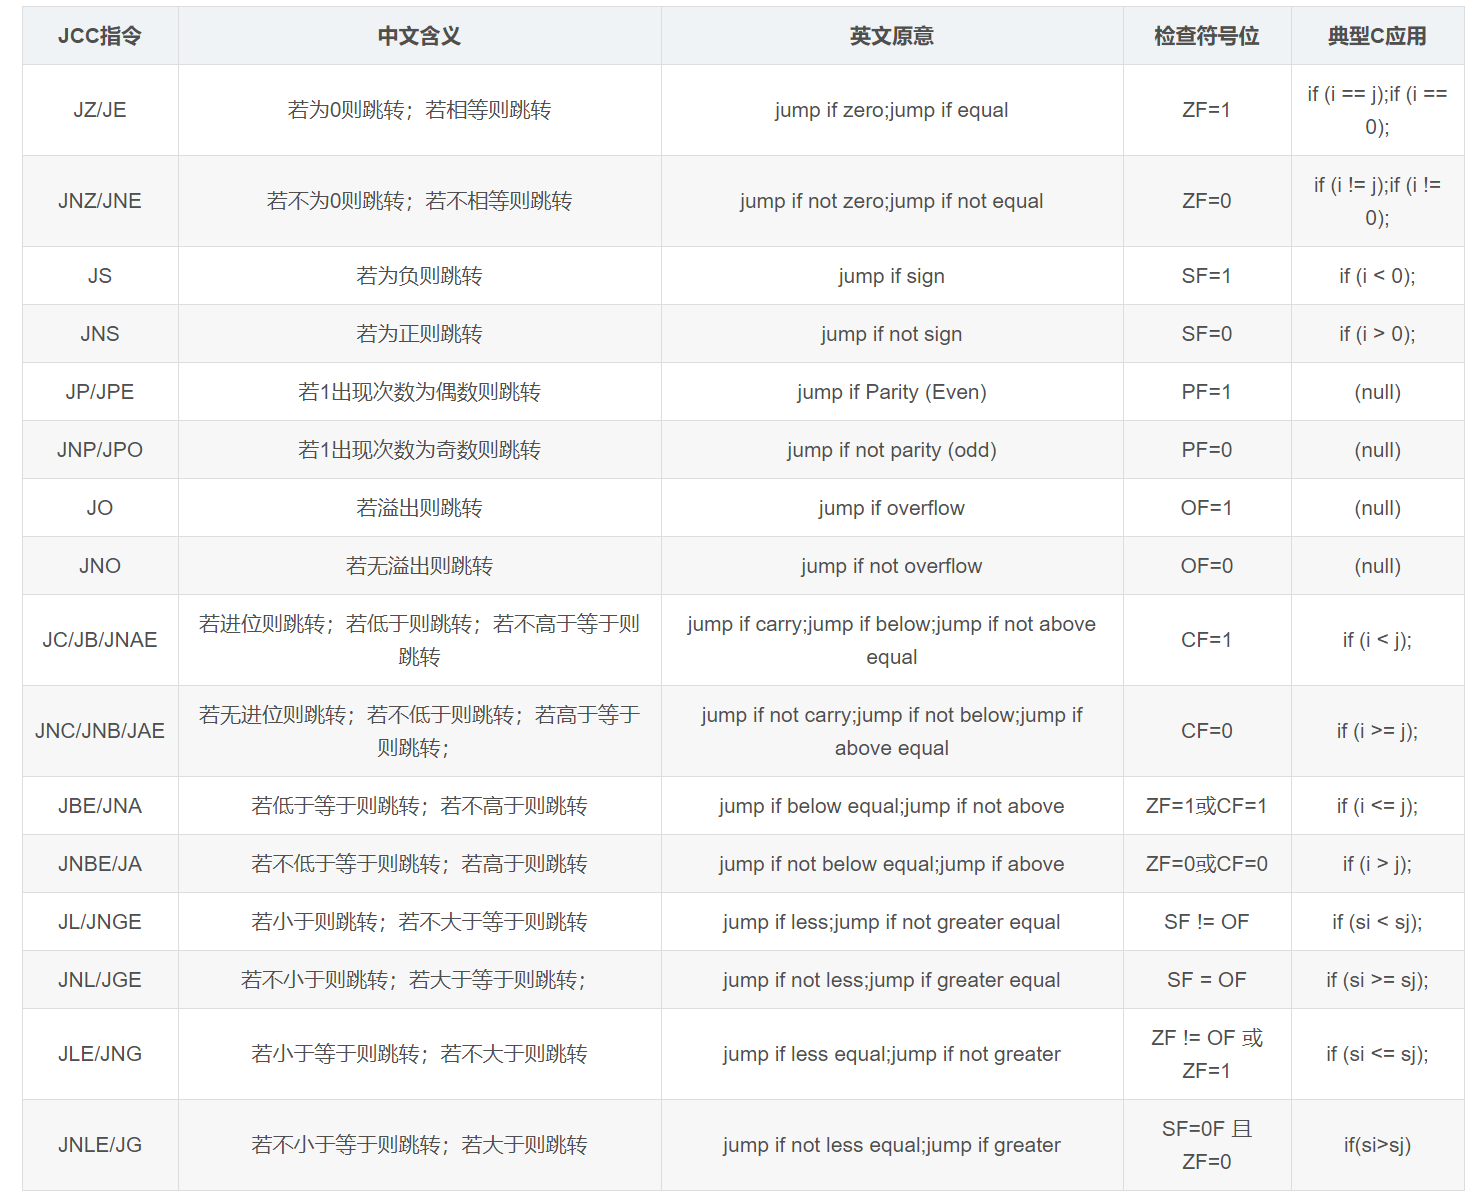 JCC指令 中文含义 英文原意 检查符号位 典型C应用
JZ/JE 若为0则跳转；若相等则跳转 jump if zero;jump if equal ZF=1 if (i == j);if (i ==
0);
JNZ/JNE 若不为0则跳转；若不相等则跳转 jump if not zero;jump if not equal ZF=0 if (i != j);if (i !=
0);
JS 若为负则跳转 jump if sign SF=1 if (i < 0);
JNS 若为正则跳转 jump if not sign SF=0 if (i > 0);
JP/JPE 若1出现次数为偶数则跳转 jump if Parity (Even) PF=1 (null)
JNP/JPO 若1出现次数为奇数则跳转 jump if not parity (odd) PF=0 (null)
JO 若溢出则跳转 jump if overflow OF=1 (null)
JNO 若无溢出则跳转 jump if not overflow OF=0 (null)
JC/JB/JNAE 若进位则跳转；若低于则跳转；若不高于等于则
跳转 jump if carry;jump if below;jump if not above
equal CF=1 if (i < j);
JNC/JNB/JAE 若无进位则跳转；若不低于则跳转；若高于等于
则跳转； jump if not carry;jump if not below;jump if
above equal CF=0 if (i >= j);
JBE/JNA 若低于等于则跳转；若不高于则跳转 jump if below equal;jump if not above ZF=1或CF=1 if (i <= j);
JNBE/JA 若不低于等于则跳转；若高于则跳转 jump if not below equal;jump if above ZF=0或CF=0 if (i > j);
JL/JNGE 若小于则跳转；若不大于等于则跳转 jump if less;jump if not greater equal SF != OF if (si < sj);
JNL/JGE 若不小于则跳转；若大于等于则跳转； jump if not less;jump if greater equal SF = OF if (si >= sj);
JLE/JNG 若小于等于则跳转；若不大于则跳转 jump if less equal;jump if not greater ZF != OF 或
ZF=1 if (si <= sj);
JNLE/JG 若不小于等于则跳转；若大于则跳转 jump if not less equal;jump if greater SF=0F 且
ZF=0 if(si>sj)